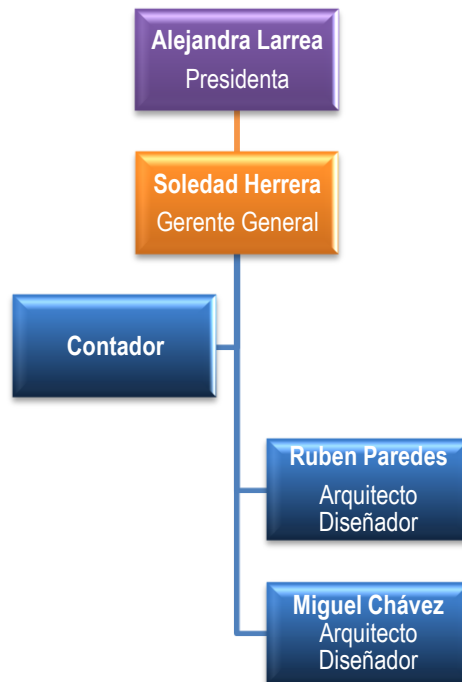 Alejandra Larrea
Presidenta
Soledad Herrera
Gerente General
Contador
Ruben Paredes
Arquitecto
Diseñador
Miguel Chávez
Arquitecto
Diseñador